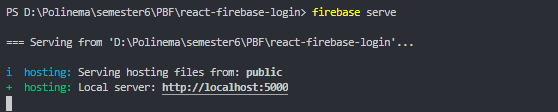 PS D:\Polinema\semester6\PBF\react-firebase-login> firebase serve
=== Serving from 'D:\Polinema\semester6\PBF\react-firebase-login'...
i  hosting: Serving hosting files from: public
+  hosting: Local server: http://localhost:5000